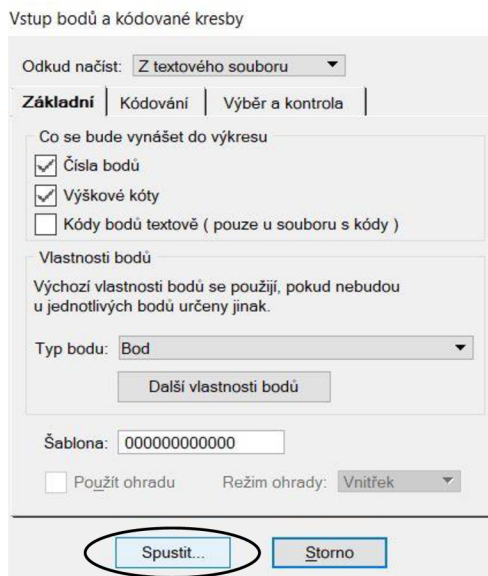 Vstup bodů a kódované kresby
Odkud načíst: Z textového souboru
Základní Kódování Výběr a kontrola
Co se bude vynášet do výkresu
Čísla bodů
Výškové kóty
Kódy bodů textově ( pouze u souboru s kódy )
Vlastnosti bodů
Výchozí vlastnosti bodů se použijí, pokud nebudou
u jednotlivých bodů určeny jinak.
Typ bodu: Bod
Další vlastnosti bodů
Šablona: 000000000000
Použít ohradu Režim ohrady: Vnitřek
Spustit... Storno